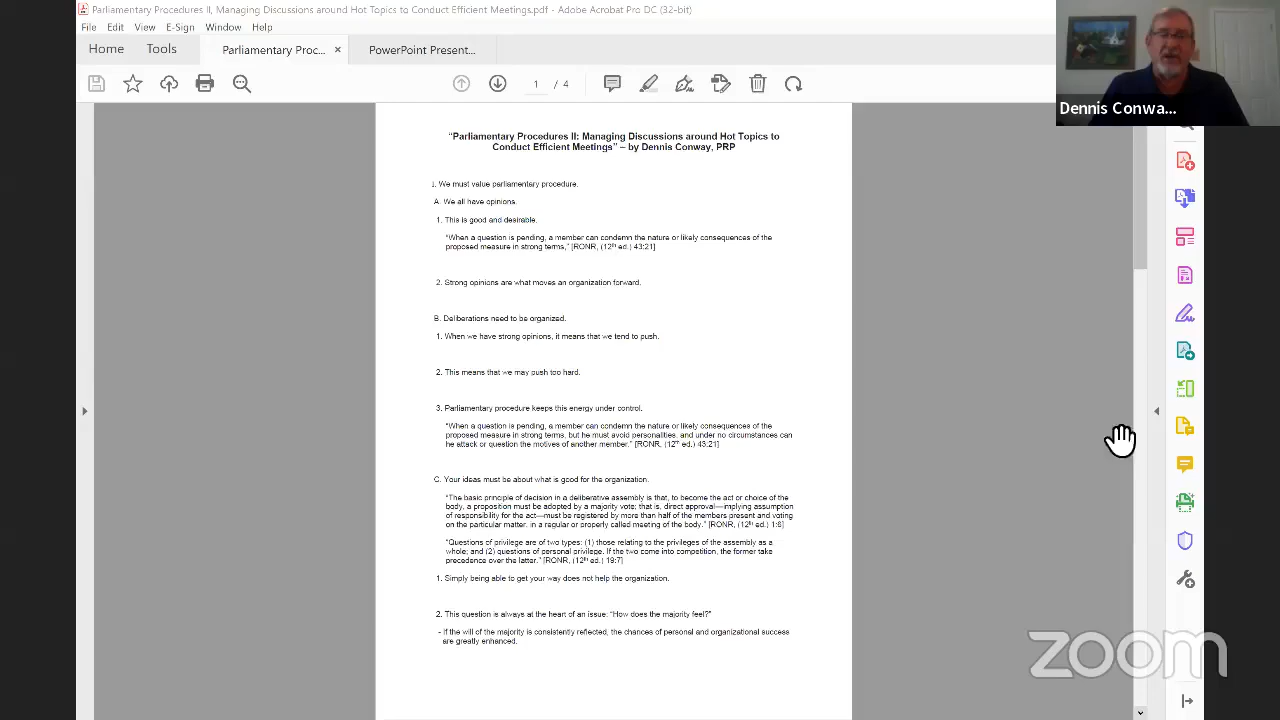 Parliamentary Procedures II, Managing Discussions around Hot Topics to Conduct Efficient Meetings.pdf - Adobe Acrobat Pro DC (32-bit)
File Edit View E-Sign Window Help
Home Tools Parliamentary Proc... × PowerPoint Present...
1 / 4
Dennis Conwa...
"Parliamentary Procedures II: Managing Discussions around Hot Topics to
Conduct Efficient Meetings" – by Dennis Conway, PRP
I. We must value parliamentary procedure.
A. We all have opinions.
1. This is good and desirable.
"When a question is pending, a member can condemn the nature or likely consequences of the
proposed measure in strong terms," [RONR, (12th ed.) 43:21]
2. Strong opinions are what moves an organization forward.
B. Deliberations need to be organized.
1. When we have strong opinions, it means that we tend to push.
2. This means that we may push too hard.
3. Parliamentary procedure keeps this energy under control.
"When a question is pending, a member can condemn the nature or likely consequences of the
proposed measure in strong terms, but he must avoid personalities, and under no circumstances can
he attack or question the motives of another member." [RONR, (12th ed.) 43:21]
C. Your ideas must be about what is good for the organization.
"The basic principle of decision in a deliberative assembly is that, to become the act or choice of the
body, a proposition must be adopted by a majority vote; that is, direct approval—implying assumption
of responsibility for the act—must be registered by more than half of the members present and voting
on the particular matter, in a regular or properly called meeting of the body." [RONR, (12th ed.) 1:6]
"Questions of privilege are of two types: (1) those relating to the privileges of the assembly as a
whole; and (2) questions of personal privilege. If the two come into competition, the former take
precedence over the latter." [RONR, (12th ed.) 19:7]
1. Simply being able to get your way does not help the organization.
2. This question is always at the heart of an issue: "How does the majority feel?"
- If the will of the majority is consistently reflected, the chances of personal and organizational success
are greatly enhanced.
zoom